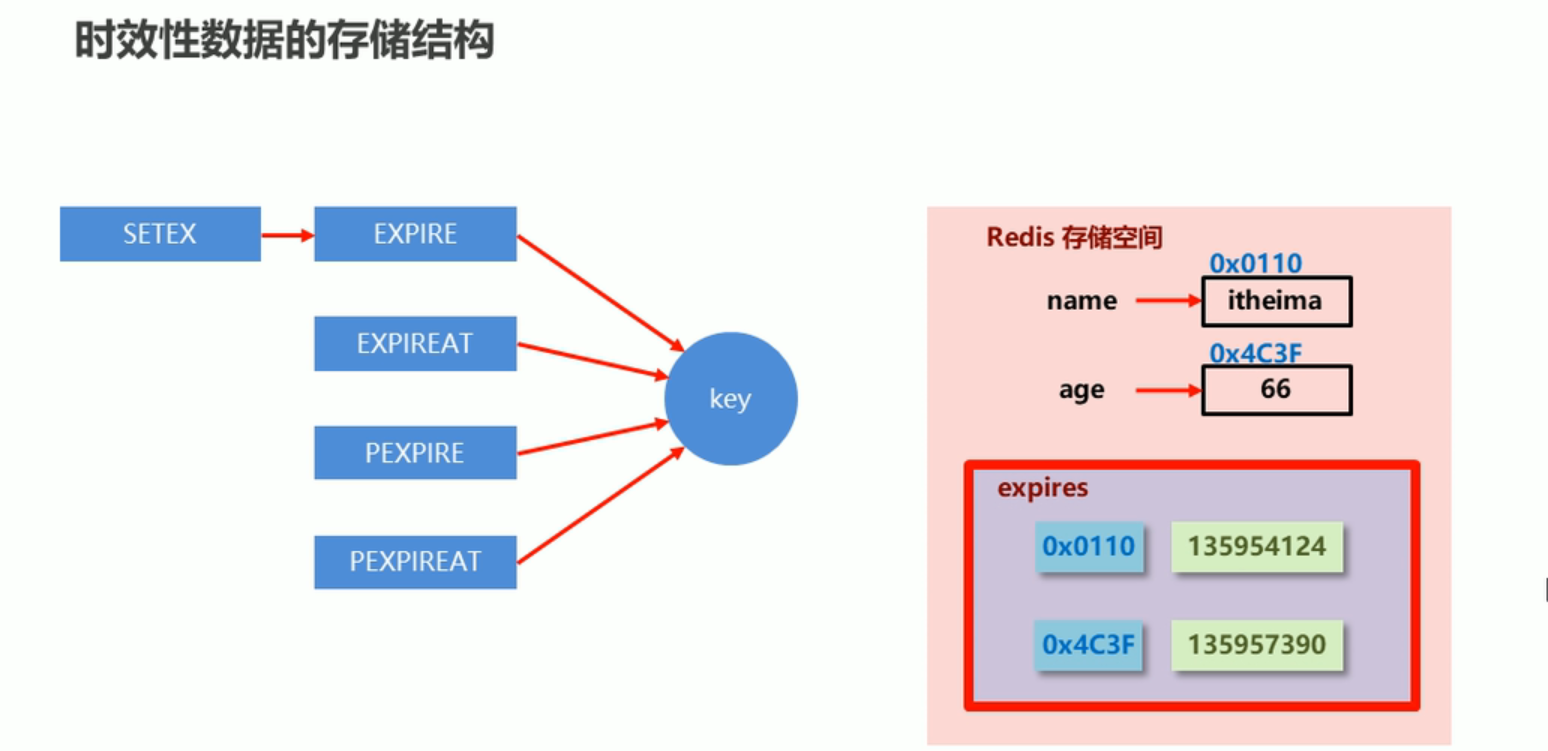 时效性数据的存储结构
SETEX
EXPIRE
EXPIREAT
PEXPIRE
PEXPIREAT
key
Redis 存储空间
0x0110
name
itheima
0x4C3F
age
66
expires
0x0110
135954124
0x4C3F
135957390